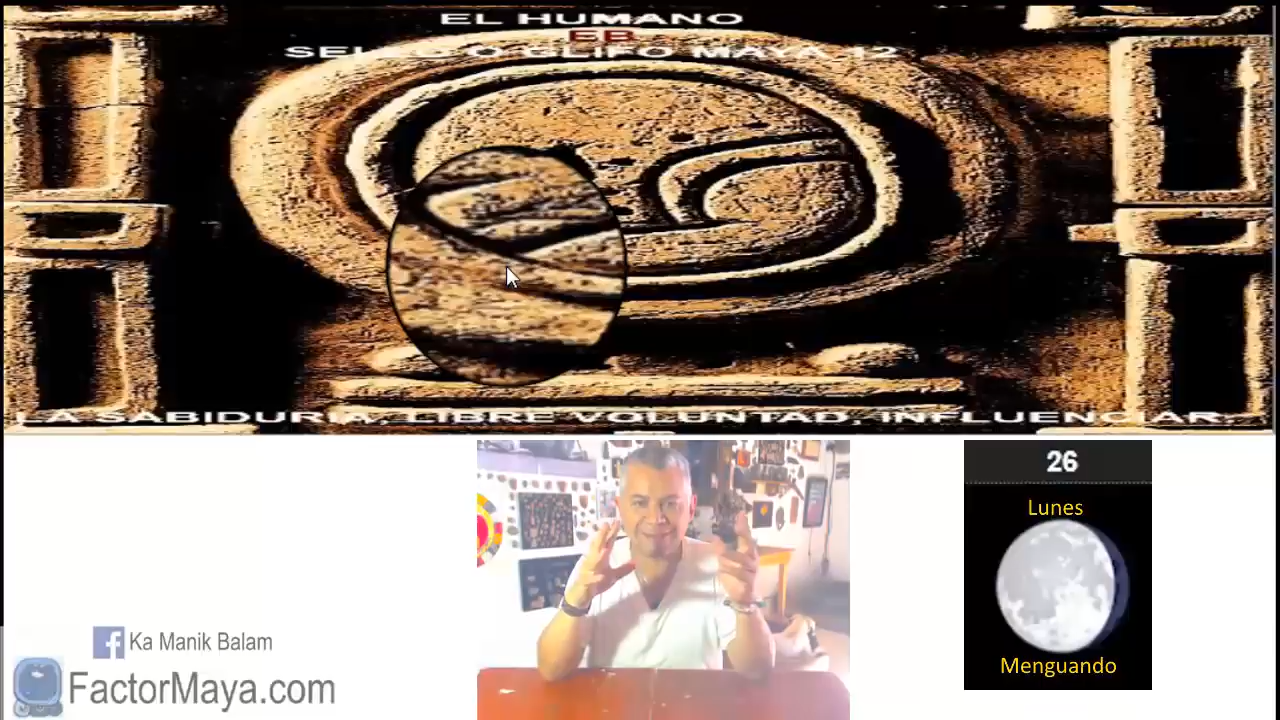 EL HUMANO
EB
SELLO O GLIFO MAYA 12
LA SABIDURIA, LIBRE VOLUNTAD, INFLUENCIAR,
26
Lunes
Menguando
Ka Manik Balam
FactorMaya.com